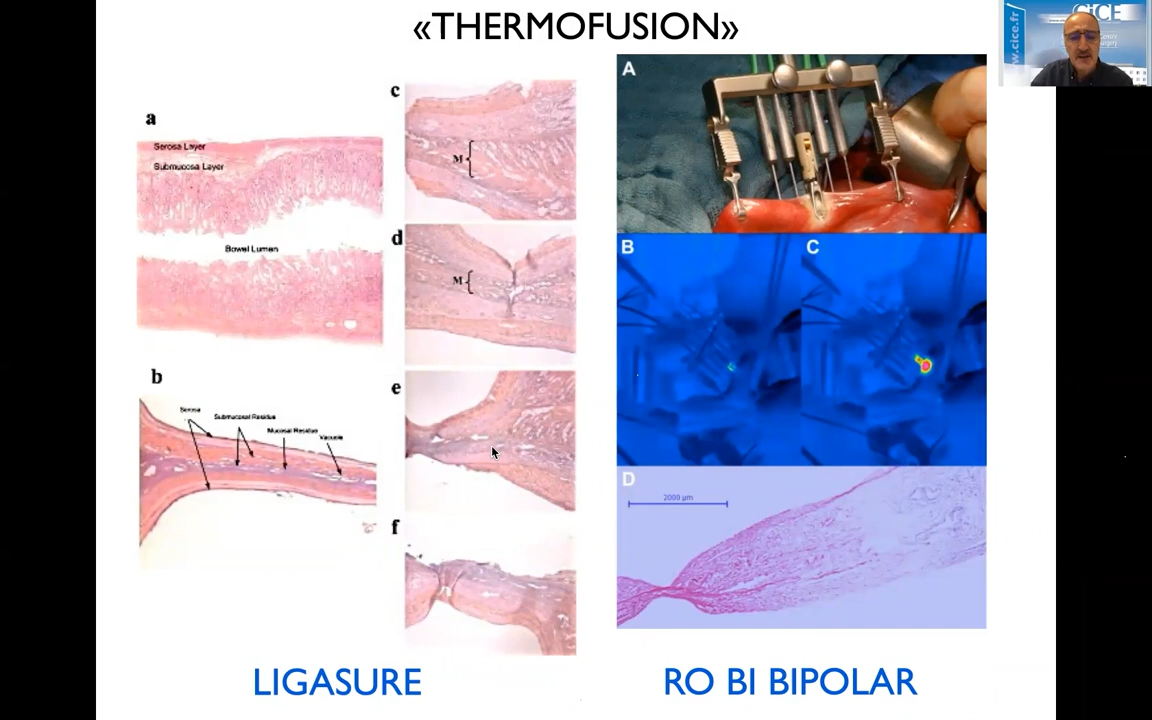 «THERMOFUSION»
a
Serosa Layer
Submucosa Layer
Bowel Lumen
b
Serosa
Submucosal Residue
Mucosal Residue
Vacuole
c
M
d
M
e
f
LIGASURE
A
B
C
D
2000 μm
RO BI BIPOLAR
www.cice.fr
CICE